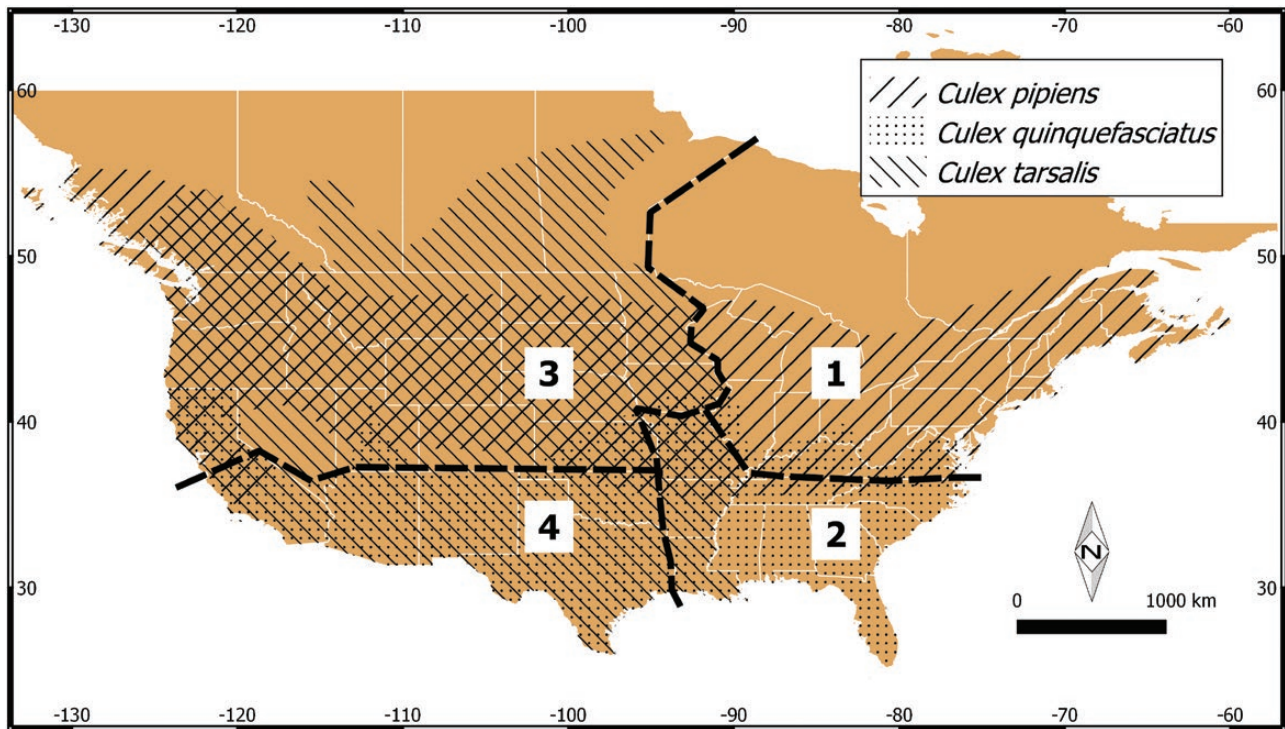 -130 -120 -110 -100 -90 -80 -70 -60
60 60
Culex pipiens
Culex quinquefasciatus
Culex tarsalis
50 50
3 1
40 40
4 2
N
30 30
0 1000 km
-130 -120 -110 -100 -90 -80 -70 -60